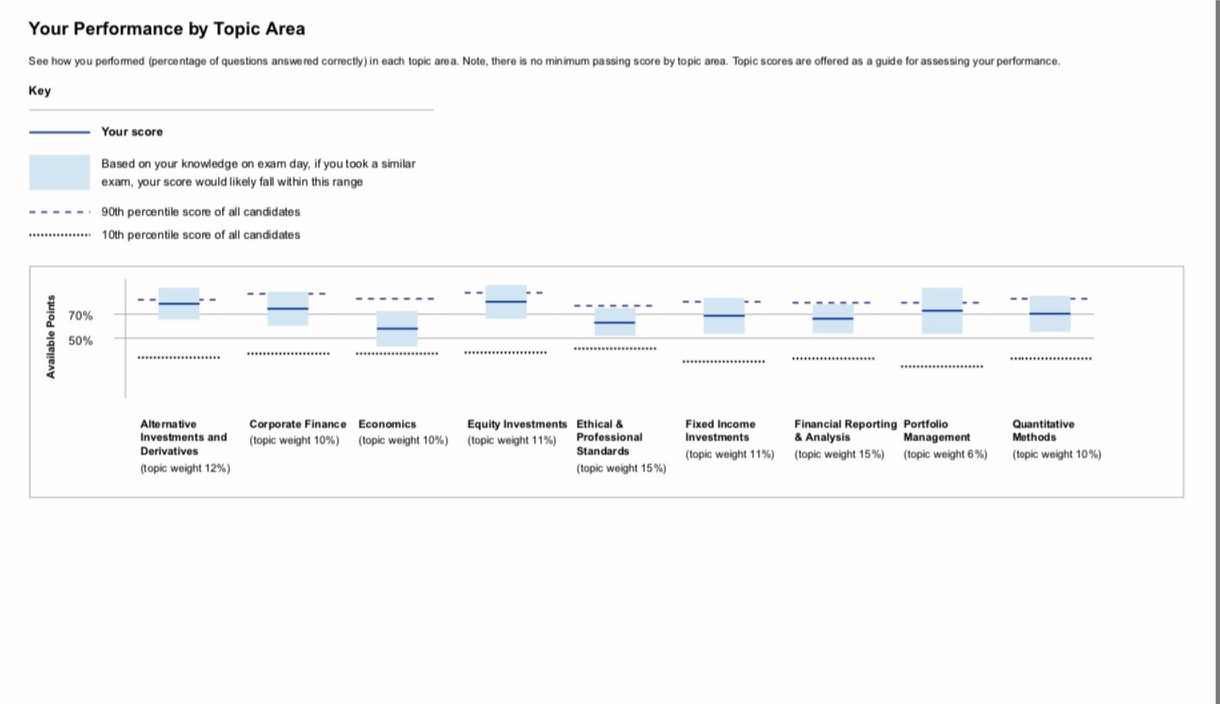 Your Performance by Topic Area
See how you performed (percentage of questions answered correctly) in each topic area. Note, there is no minimum passing score by topic area. Topic scores are offered as a guide for assessing your performance.
Key
Your score
Based on your knowledge on exam day, if you took a similar
exam, your score would likely fall within this range
90th percentile score of all candidates
10th percentile score of all candidates
Available Points
70%
50%
Alternative
Investments and
Derivatives
(topic weight 12%)
Corporate Finance
(topic weight 10%)
Economics
(topic weight 10%)
Equity Investments
(topic weight 11%)
Ethical &
Professional
Standards
(topic weight 15%)
Fixed Income
Investments
(topic weight 11%)
Financial Reporting
& Analysis
(topic weight 15%)
Portfolio
Management
(topic weight 6%)
Quantitative
Methods
(topic weight 10%)